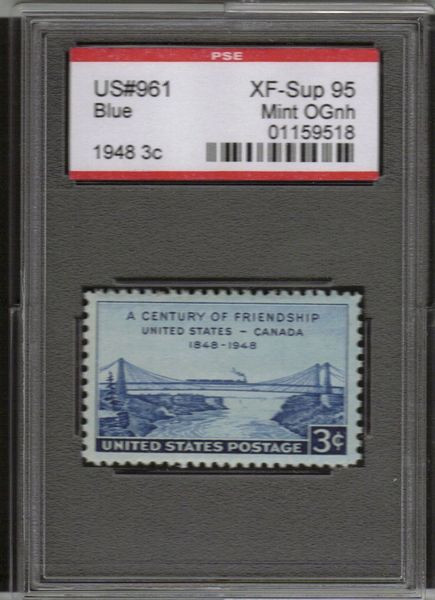 PSE
US#961 XF-Sup 95
Blue Mint OGnh
01159518
1948 3c
A CENTURY OF FRIENDSHIP
UNITED STATES - CANADA
1848-1948
UNITED STATES POSTAGE 3¢